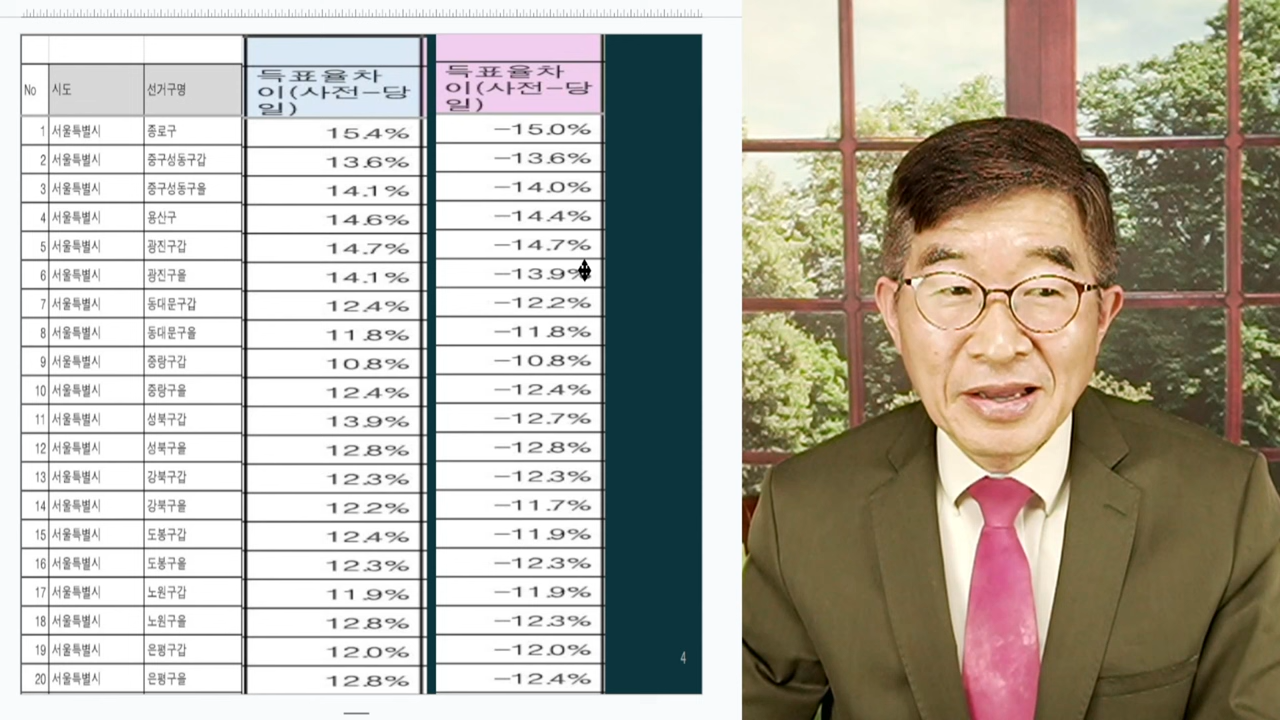 득표율차 득표율차
No 시도 선거구명 이(사전-당 이(사전-당
일) 일)
1 서울특별시 종로구 15.4% -15.0%
2 서울특별시 중구성동구갑 13.6% -13.6%
3 서울특별시 중구성동구을 14.1% -14.0%
4 서울특별시 용산구 14.6% -14.4%
5 서울특별시 광진구갑 14.7% -14.7%
6 서울특별시 광진구을 14.1% -13.9%
7 서울특별시 동대문구갑 12.4% -12.2%
8 서울특별시 동대문구을 11.8% -11.8%
9 서울특별시 중랑구갑 10.8% -10.8%
10 서울특별시 중랑구을 12.4% -12.4%
11 서울특별시 성북구갑 13.9% -12.7%
12 서울특별시 성북구을 12.8% -12.8%
13 서울특별시 강북구갑 12.3% -12.3%
14 서울특별시 강북구을 12.2% -11.7%
15 서울특별시 도봉구갑 12.4% -11.9%
16 서울특별시 도봉구을 12.3% -12.3%
17 서울특별시 노원구갑 11.9% -11.9%
18 서울특별시 노원구을 12.8% -12.3%
19 서울특별시 은평구갑 12.0% -12.0%
20 서울특별시 은평구을 12.8% -12.4%
4